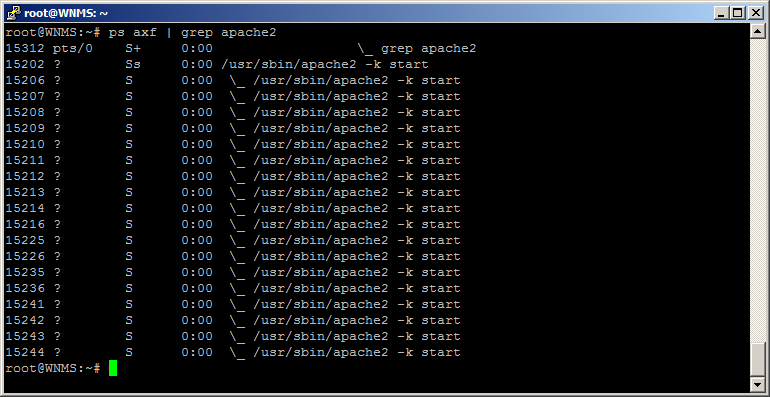 root@WNMS: ~
root@WNMS:~# ps axf | grep apache2
15312 pts/0    S+     0:00                  \_ grep apache2
15202 ?        Ss     0:00 /usr/sbin/apache2 -k start
15206 ?        S      0:00  \_ /usr/sbin/apache2 -k start
15207 ?        S      0:00  \_ /usr/sbin/apache2 -k start
15208 ?        S      0:00  \_ /usr/sbin/apache2 -k start
15209 ?        S      0:00  \_ /usr/sbin/apache2 -k start
15210 ?        S      0:00  \_ /usr/sbin/apache2 -k start
15211 ?        S      0:00  \_ /usr/sbin/apache2 -k start
15212 ?        S      0:00  \_ /usr/sbin/apache2 -k start
15213 ?        S      0:00  \_ /usr/sbin/apache2 -k start
15214 ?        S      0:00  \_ /usr/sbin/apache2 -k start
15216 ?        S      0:00  \_ /usr/sbin/apache2 -k start
15225 ?        S      0:00  \_ /usr/sbin/apache2 -k start
15226 ?        S      0:00  \_ /usr/sbin/apache2 -k start
15235 ?        S      0:00  \_ /usr/sbin/apache2 -k start
15236 ?        S      0:00  \_ /usr/sbin/apache2 -k start
15241 ?        S      0:00  \_ /usr/sbin/apache2 -k start
15242 ?        S      0:00  \_ /usr/sbin/apache2 -k start
15243 ?        S      0:00  \_ /usr/sbin/apache2 -k start
15244 ?        S      0:00  \_ /usr/sbin/apache2 -k start
root@WNMS:~#